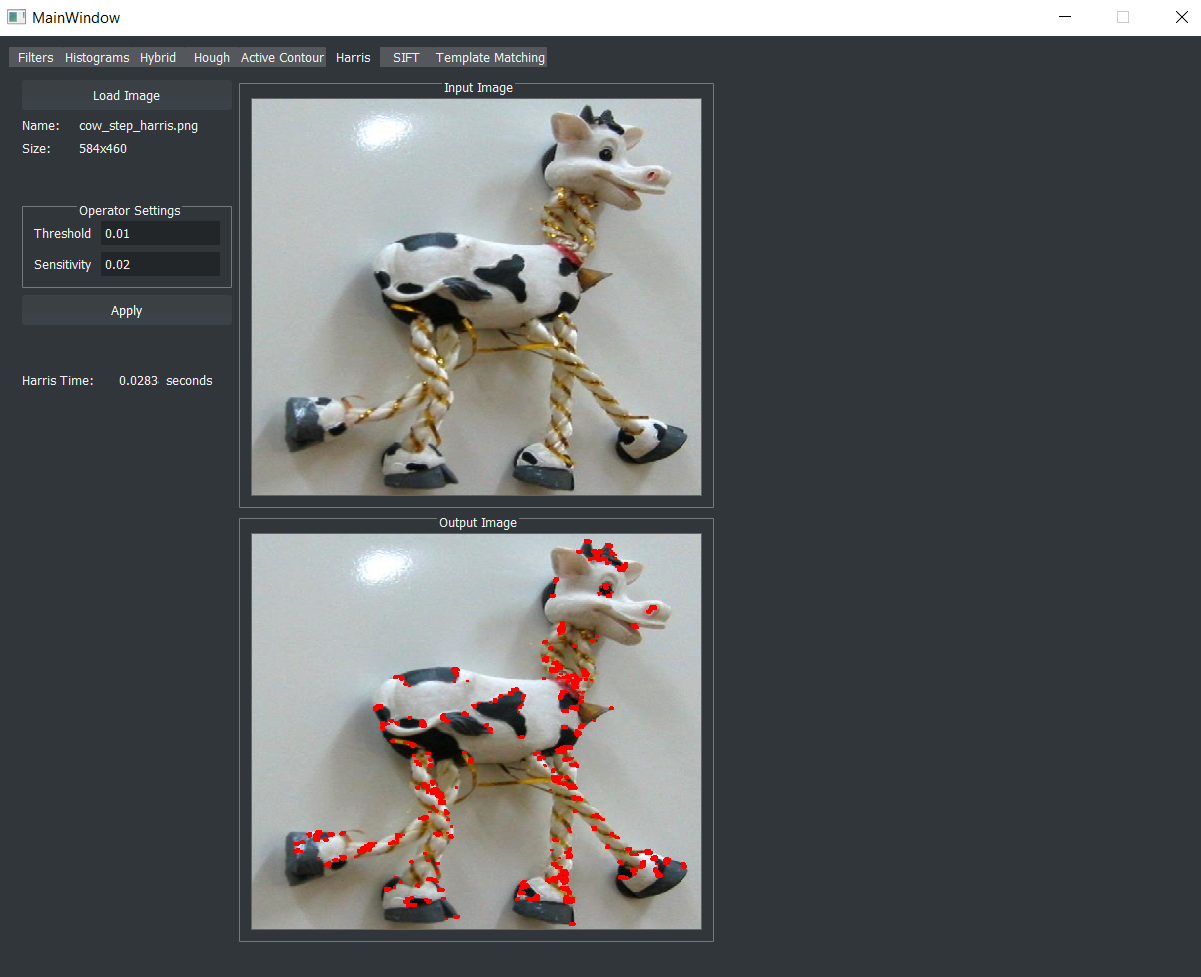 MainWindow
Filters Histograms Hybrid Hough Active Contour Harris SIFT Template Matching
Load Image
Name: cow_step_harris.png
Size: 584x460
Operator Settings
Threshold 0.01
Sensitivity 0.02
Apply
Harris Time: 0.0283 seconds
Input Image
Output Image